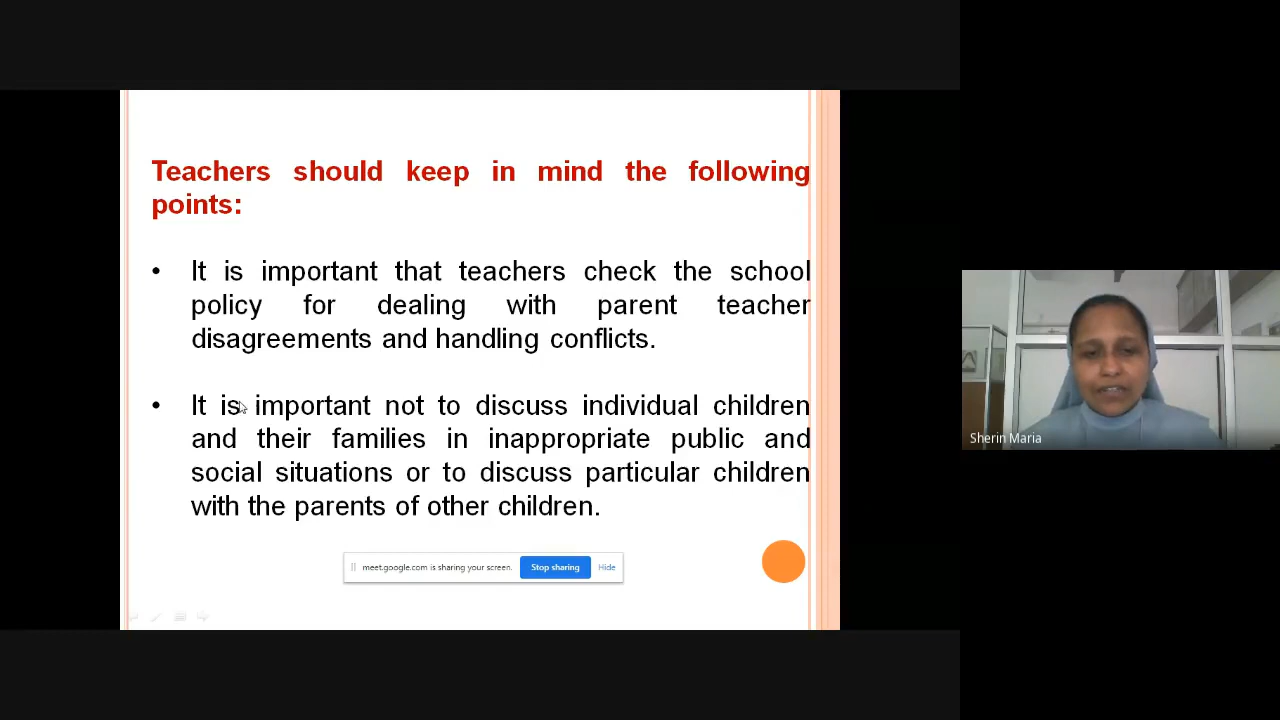 Teachers should keep in mind the following
points:
• It is important that teachers check the school
policy for dealing with parent teacher
disagreements and handling conflicts.
• It is important not to discuss individual children
and their families in inappropriate public and
social situations or to discuss particular children
with the parents of other children.
meet.google.com is sharing your screen. Stop sharing Hide
Sherin Maria